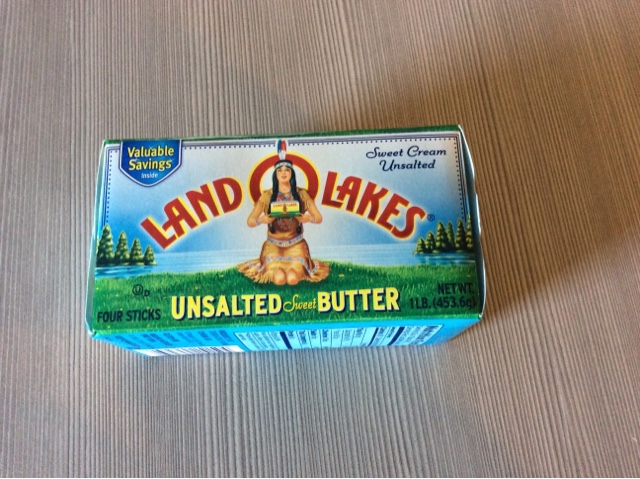 Valuable
Savings
Inside
Sweet Cream
Unsalted
LAND O LAKES®
UD
FOUR STICKS
UNSALTED Sweet BUTTER
NET WT.
1 LB. (453.6g)